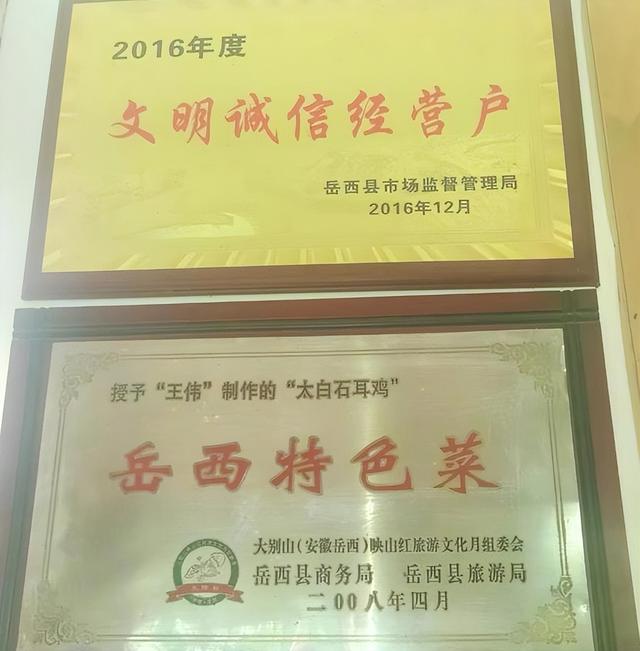 2016年度
文明诚信经营户
岳西县市场监督管理局
2016年12月
授予“王伟”制作的“太白石耳鸡”
岳西特色菜
大别山(安徽岳西)映山红旅游文化月组委会
岳西县商务局 岳西县旅游局
二00八年四月